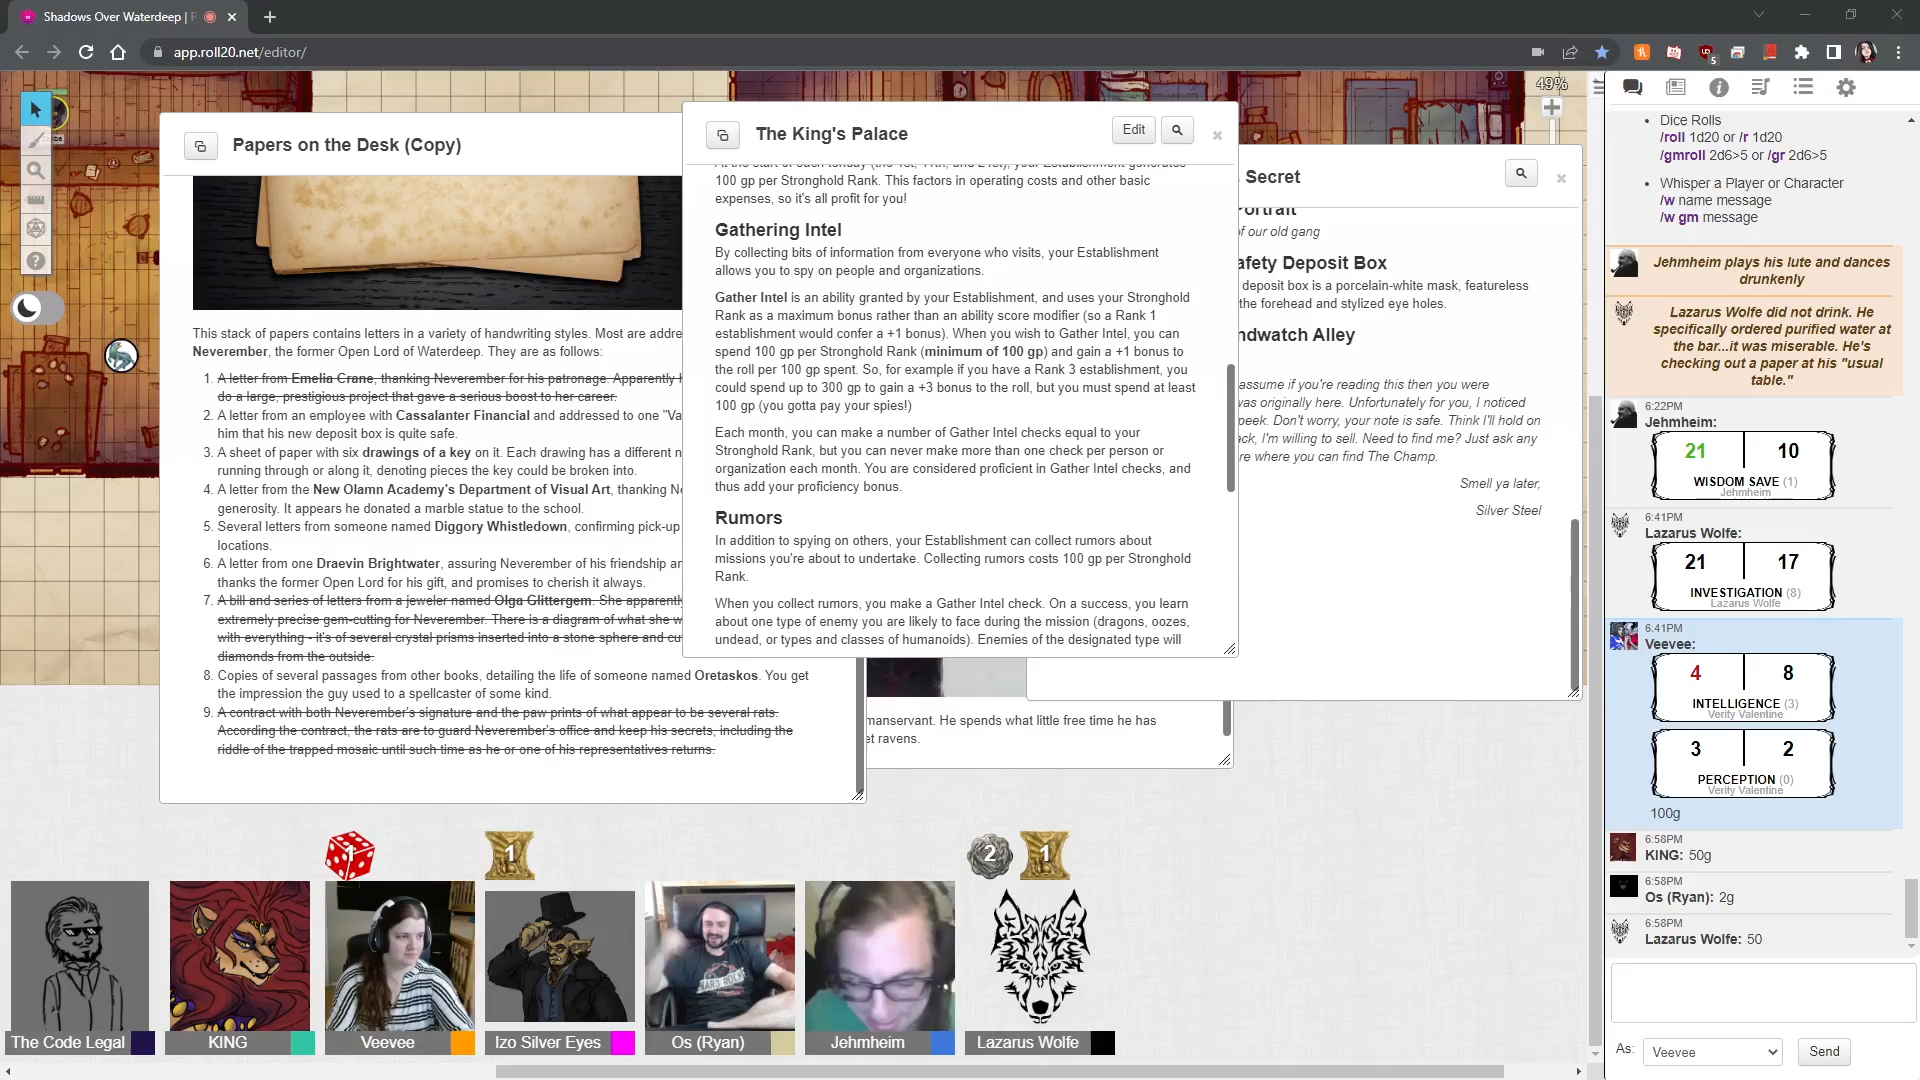 Shadows Over Waterdeep |
app.roll20.net/editor/
5
49%
Papers on the Desk (Copy)
This stack of papers contains letters in a variety of handwriting styles. Most are addre
Neverember, the former Open Lord of Waterdeep. They are as follows:
1. A letter from Emelia Crane, thanking Neverember for his patronage. Apparently h
do a large, prestigious project that gave a serious boost to her career.
2. A letter from an employee with Cassalanter Financial and addressed to one "Va
him that his new deposit box is quite safe.
3. A sheet of paper with six drawings of a key on it. Each drawing has a different n
running through or along it, denoting pieces the key could be broken into.
4. A letter from the New Olamn Academy's Department of Visual Art, thanking Ne
generosity. It appears he donated a marble statue to the school.
5. Several letters from someone named Diggory Whistledown, confirming pick-up
locations.
6. A letter from one Draevin Brightwater, assuring Neverember of his friendship ar
thanks the former Open Lord for his gift, and promises to cherish it always.
7. A bill and series of letters from a jeweler named Olga Glittergem. She apparently
extremely precise gem-cutting for Neverember. There is a diagram of what she w
with everything - it's of several crystal prisms inserted into a stone sphere and cu
diamonds from the outside.
8. Copies of several passages from other books, detailing the life of someone named Oretaskos. You get
the impression the guy used to a spellcaster of some kind.
9. A contract with both Neverember's signature and the paw prints of what appear to be several rats.
According the contract, the rats are to guard Neverember's office and keep his secrets, including the
riddle of the trapped mosaic until such time as he or one of his representatives returns.
The King's Palace
Edit
At the start of each tenday (the 1st, 11th, and 21st), your Establishment generates
100 gp per Stronghold Rank. This factors in operating costs and other basic
expenses, so it's all profit for you!
Gathering Intel
By collecting bits of information from everyone who visits, your Establishment
allows you to spy on people and organizations.
Gather Intel is an ability granted by your Establishment, and uses your Stronghold
Rank as a maximum bonus rather than an ability score modifier (so a Rank 1
establishment would confer a +1 bonus). When you wish to Gather Intel, you can
spend 100 gp per Stronghold Rank (minimum of 100 gp) and gain a +1 bonus to
the roll per 100 gp spent. So, for example if you have a Rank 3 establishment, you
could spend up to 300 gp to gain a +3 bonus to the roll, but you must spend at least
100 gp (you gotta pay your spies!)
Each month, you can make a number of Gather Intel checks equal to your
Stronghold Rank, but you can never make more than one check per person or
organization each month. You are considered proficient in Gather Intel checks, and
thus add your proficiency bonus.
Rumors
In addition to spying on others, your Establishment can collect rumors about
missions you're about to undertake. Collecting rumors costs 100 gp per Stronghold
Rank.
When you collect rumors, you make a Gather Intel check. On a success, you learn
about one type of enemy you are likely to face during the mission (dragons, oozes,
undead, or types and classes of humanoids). Enemies of the designated type will
Secret
Portrait
of our old gang
afety Deposit Box
deposit box is a porcelain-white mask, featureless
the forehead and stylized eye holes.
ndwatch Alley
assume if you're reading this then you were
was originally here. Unfortunately for you, I noticed
peek. Don't worry, your note is safe. Think I'll hold on
ck, I'm willing to sell. Need to find me? Just ask any
re where you can find The Champ.
Smell ya later,
Silver Steel
manservant. He spends what little free time he has
et ravens.
• Dice Rolls
/roll 1d20 or /r 1d20
/gmroll 2d6>5 or /gr 2d6>5
• Whisper a Player or Character
/w name message
/w gm message
Jehmheim plays his lute and dances
drunkenly
Lazarus Wolfe did not drink. He
specifically ordered purified water at
the bar...it was miserable. He's
checking out a paper at his "usual
table."
6:22PM
Jehmheim:
21 10
WISDOM SAVE (1)
Jehmheim
6:41PM
Lazarus Wolfe:
21 17
INVESTIGATION (8)
Lazarus Wolfe
6:41PM
Veevee:
4 8
INTELLIGENCE (3)
Verity Valentine
3 2
PERCEPTION (0)
Verity Valentine
100g
6:58PM
KING: 50g
6:58PM
Os (Ryan): 2g
6:58PM
Lazarus Wolfe: 50
As: Veevee Send
1
1
2
1
HARD ROCK
The Code Legal
KING
Veevee
Izo Silver Eyes
Os (Ryan)
Jehmheim
Lazarus Wolfe